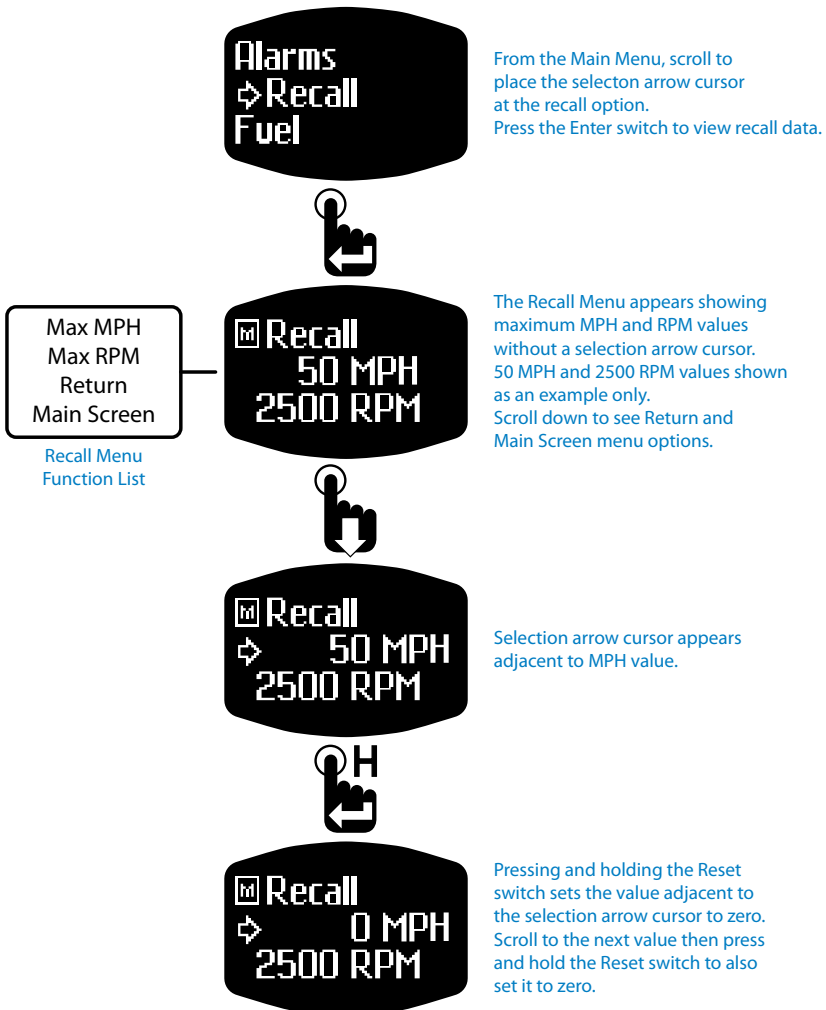 Alarms
Recall
Fuel
From the Main Menu, scroll to
place the selecton arrow cursor
at the recall option.
Press the Enter switch to view recall data.
Max MPH
Max RPM
Return
Main Screen
Recall Menu
Function List
M Recall
50 MPH
2500 RPM
The Recall Menu appears showing
maximum MPH and RPM values
without a selection arrow cursor.
50 MPH and 2500 RPM values shown
as an example only.
Scroll down to see Return and
Main Screen menu options.
M Recall
50 MPH
2500 RPM
Selection arrow cursor appears
adjacent to MPH value.
H
M Recall
0 MPH
2500 RPM
Pressing and holding the Reset
switch sets the value adjacent to
the selection arrow cursor to zero.
Scroll to the next value then press
and hold the Reset switch to also
set it to zero.